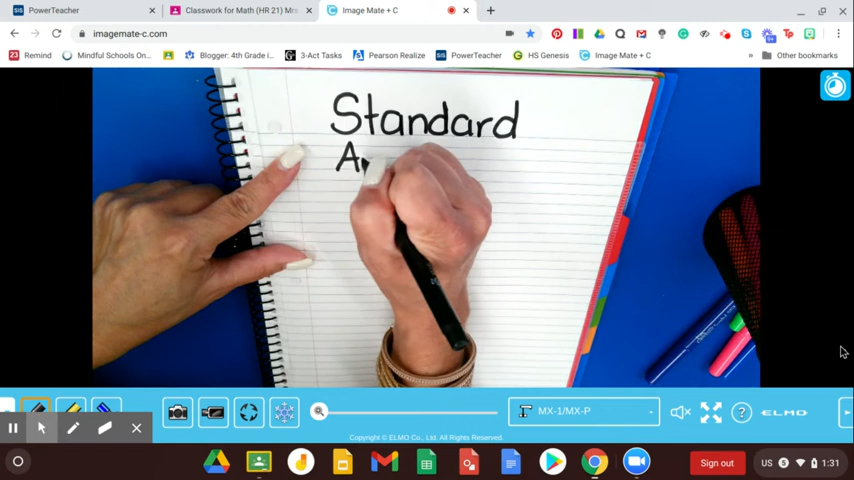 PowerTeacher
Classwork for Math (HR 21) Mrs
Image Mate + C
imagemate-c.com
Remind
Mindful Schools On...
Blogger: 4th Grade i...
3-Act Tasks
Pearson Realize
PowerTeacher
HS Genesis
Image Mate + C
Other bookmarks
Standard
A
MX-1/MX-P
ELMO
Copyright © ELMO Co., Ltd. All Rights Reserved.
Sign out
US
1:31